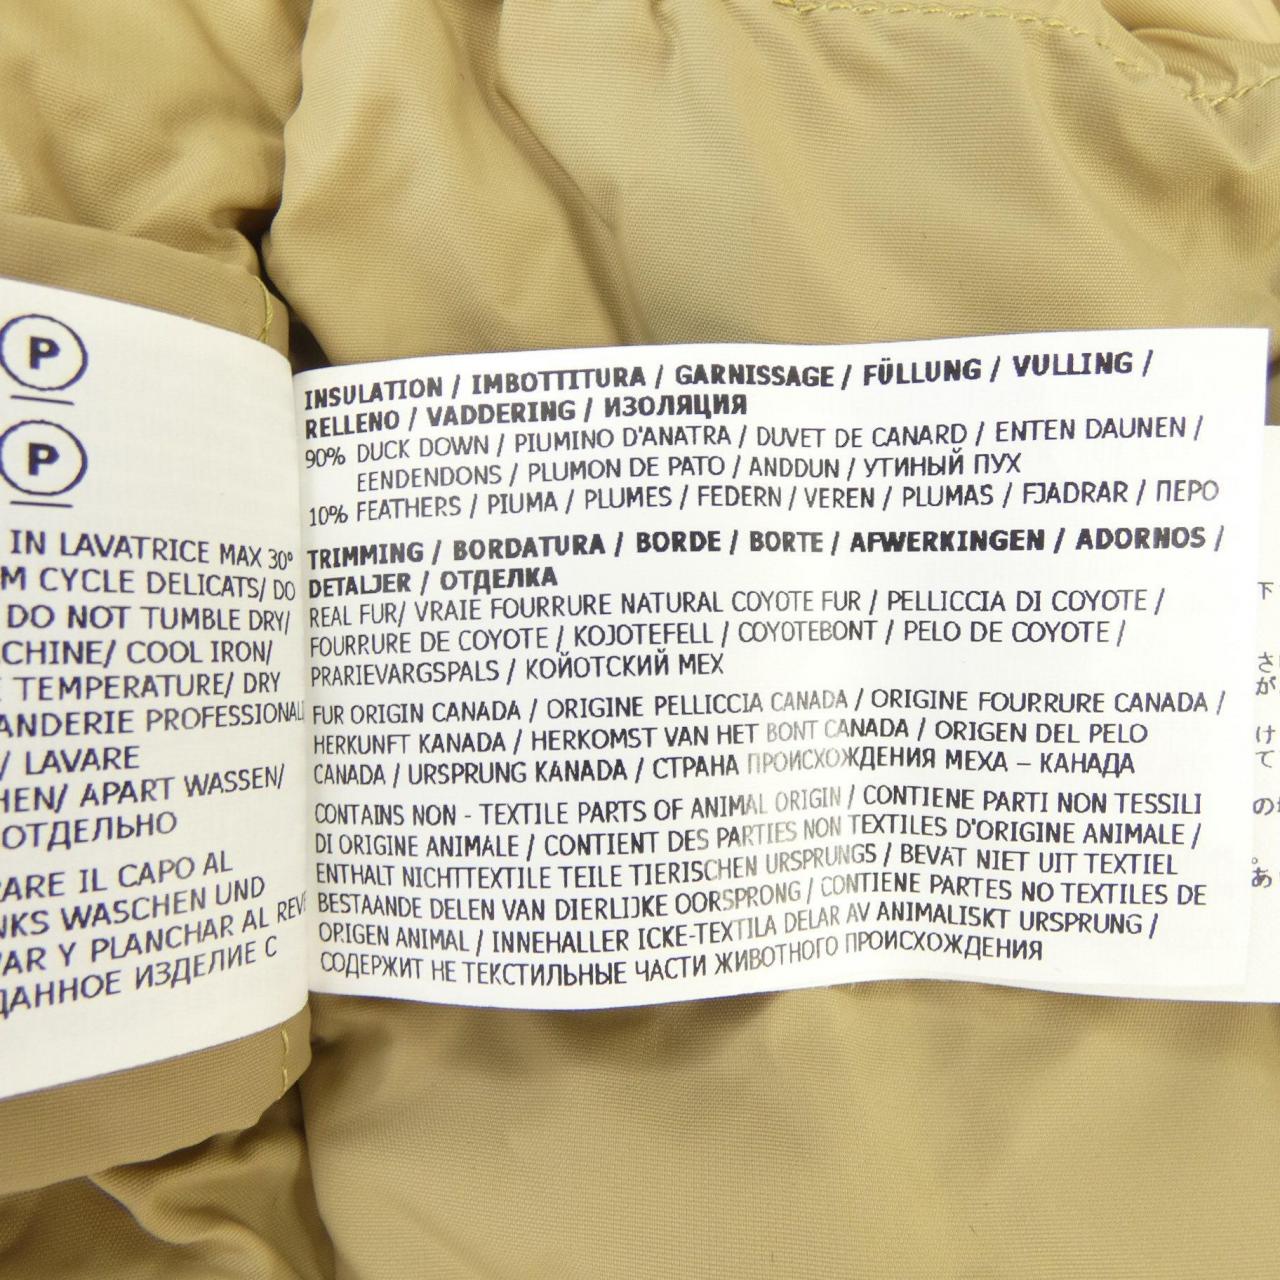 P
P
IN LAVATRICE MAX 30°
M CYCLE DELICATS/ DO
DO NOT TUMBLE DRY/
CHINE/ COOL IRON/
TEMPERATURE/ DRY
ANDERIE PROFESSIONAL
/ LAVARE
HEN/ APART WASSEN/
ОТДЕЛЬНО
ARE IL CAPO AL
NKS WASCHEN UND
AR Y PLANCHAR AL REVE
ДАННОЕ ИЗДЕЛИЕ С
INSULATION / IMBOTTITURA / GARNISSAGE / FÜLLUNG / VULLING /
RELLENO / VADDERING / ИЗОЛЯЦИЯ
90% DUCK DOWN / PIUMINO D'ANATRA / DUVET DE CANARD / ENTEN DAUNEN /
EENDENDONS / PLUMON DE PATO / ANDDUN / УТИНЫЙ ПУХ
10% FEATHERS / PIUMA / PLUMES / FEDERN / VEREN / PLUMAS / FJADRAR / ПЕРО
TRIMMING / BORDATURA / BORDE / BORTE / AFWERKINGEN / ADORNOS /
DETALJER / ОТДЕЛКА
REAL FUR/ VRAIE FOURRURE NATURAL COYOTE FUR / PELLICCIA DI COYOTE /
FOURRURE DE COYOTE / KOJOTEFELL / COYOTEBONT / PELO DE COYOTE /
PRARIEVARGSPALS / КОЙОТСКИЙ МЕХ
FUR ORIGIN CANADA / ORIGINE PELLICCIA CANADA / ORIGINE FOURRURE CANADA /
HERKUNFT KANADA / HERKOMST VAN HET BONT CANADA / ORIGEN DEL PELO
CANADA / URSPRUNG KANADA / СТРАНА ПРОИСХОЖДЕНИЯ МЕХА – КАНАДА
CONTAINS NON - TEXTILE PARTS OF ANIMAL ORIGIN / CONTIENE PARTI NON TESSILI
DI ORIGINE ANIMALE / CONTIENT DES PARTIES NON TEXTILES D'ORIGINE ANIMALE /
ENTHALT NICHTTEXTILE TEILE TIERISCHEN URSPRUNGS / BEVAT NIET UIT TEXTIEL
BESTAANDE DELEN VAN DIERLIJKE OORSPRONG / CONTIENE PARTES NO TEXTILES DE
ORIGEN ANIMAL / INNEHALLER ICKE-TEXTILA DELAR AV ANIMALISKT URSPRUNG /
СОДЕРЖИТ НЕ ТЕКСТИЛЬНЫЕ ЧАСТИ ЖИВОТНОГО ПРОИСХОЖДЕНИЯ
下
さ
が
け
て
の
あ